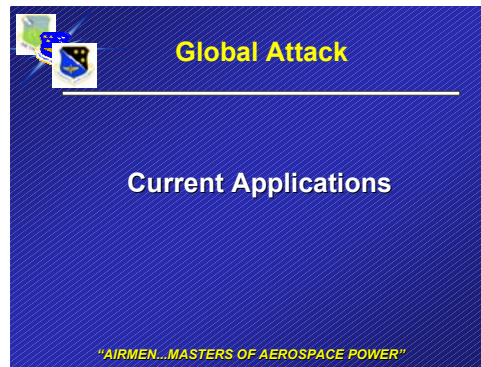 Global Attack
Current Applications
“AIRMEN...MASTERS OF AEROSPACE POWER”